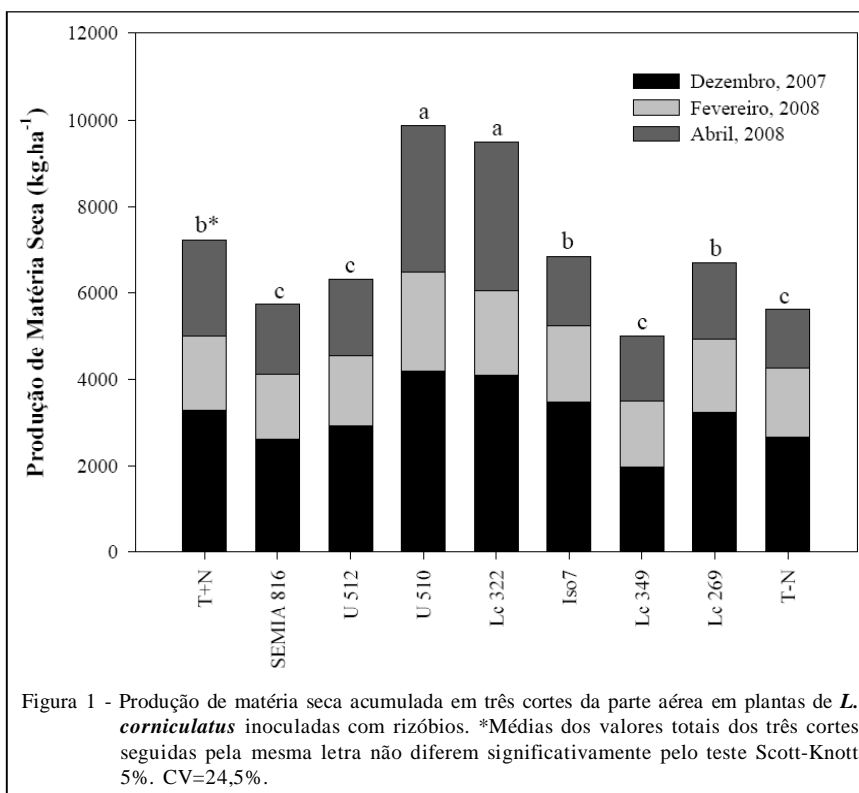 12000
10000
8000
6000
4000
2000
0
Produção de Matéria Seca (kg.ha⁻¹)
Dezembro, 2007
Fevereiro, 2008
Abril, 2008
b*
c
c
a
a
b
c
b
c
T+N
SEMIA 816
U 512
U 510
Lc 322
Iso7
Lc 349
Lc 269
T-N
Figura 1 - Produção de matéria seca acumulada em três cortes da parte aérea em plantas de L.
corniculatus inoculadas com rizóbios. *Médias dos valores totais dos três cortes
seguidas pela mesma letra não diferem significativamente pelo teste Scott-Knott
5%. CV=24,5%.